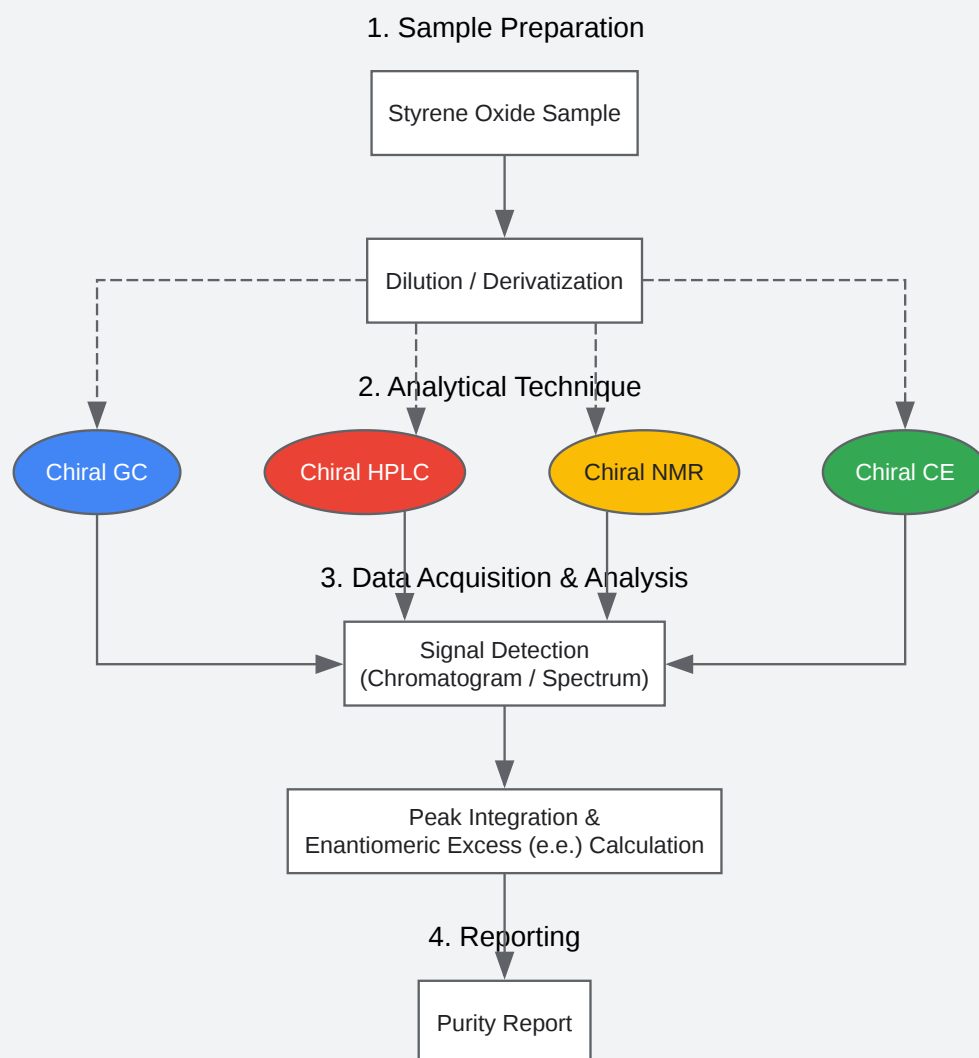 1. Sample Preparation
Styrene Oxide Sample
Dilution / Derivatization
2. Analytical Technique
Chiral GC
Chiral HPLC
Chiral NMR
Chiral CE
3. Data Acquisition & Analysis
Signal Detection
(Chromatogram / Spectrum)
Peak Integration &
Enantiomeric Excess (e.e.) Calculation
4. Reporting
Purity Report